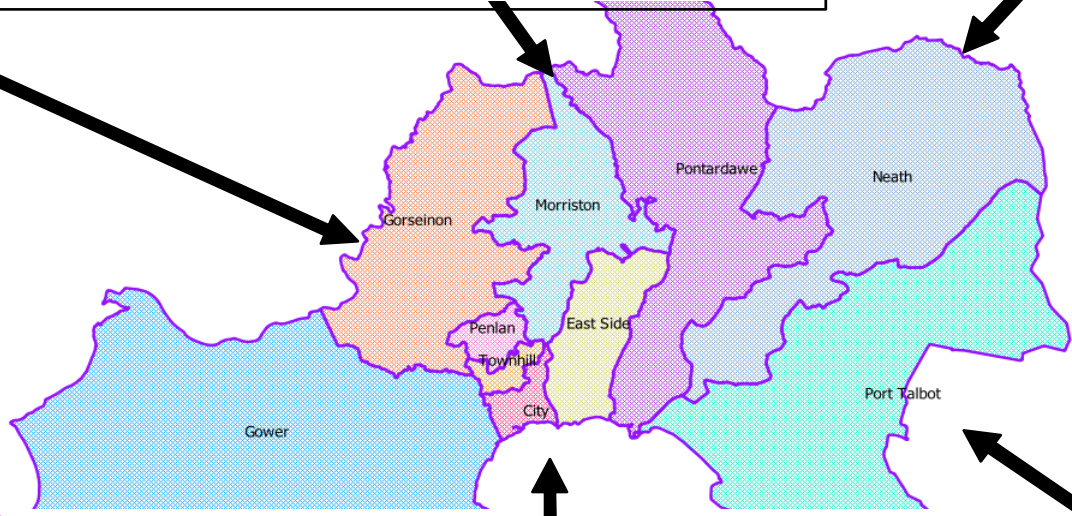 Pontardawe
Neath
Morriston
Gorseinon
East Side
Penlan
Townhill
Port Talbot
City
Gower